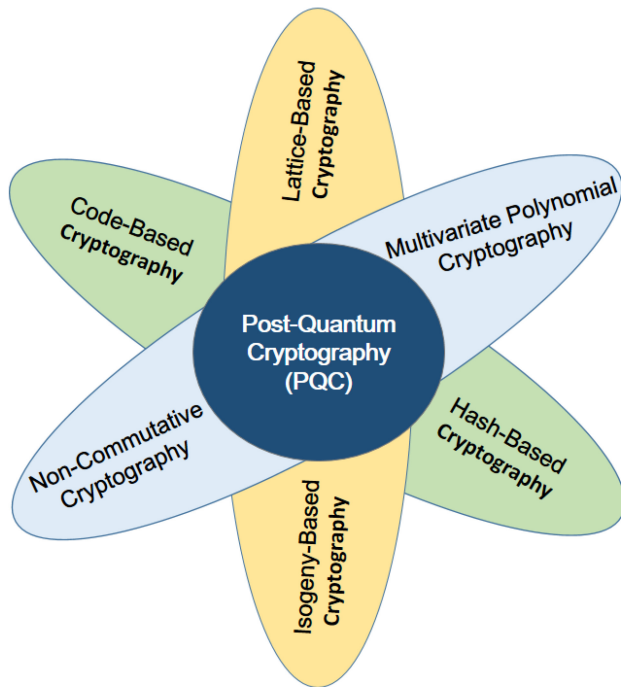 Lattice-Based
Cryptography
Code-Based
Cryptography
Multivariate Polynomial
Cryptography
Post-Quantum
Cryptography
(PQC)
Non-Commutative
Cryptography
Hash-Based
Cryptography
Isogeny-Based
Cryptography